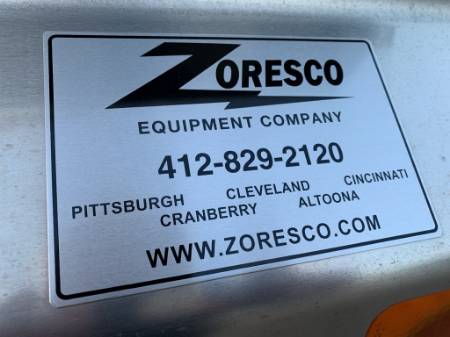 ZORESCO
EQUIPMENT COMPANY
412-829-2120
PITTSBURGH CLEVELAND CINCINNATI
CRANBERRY ALTOONA
WWW.ZORESCO.COM